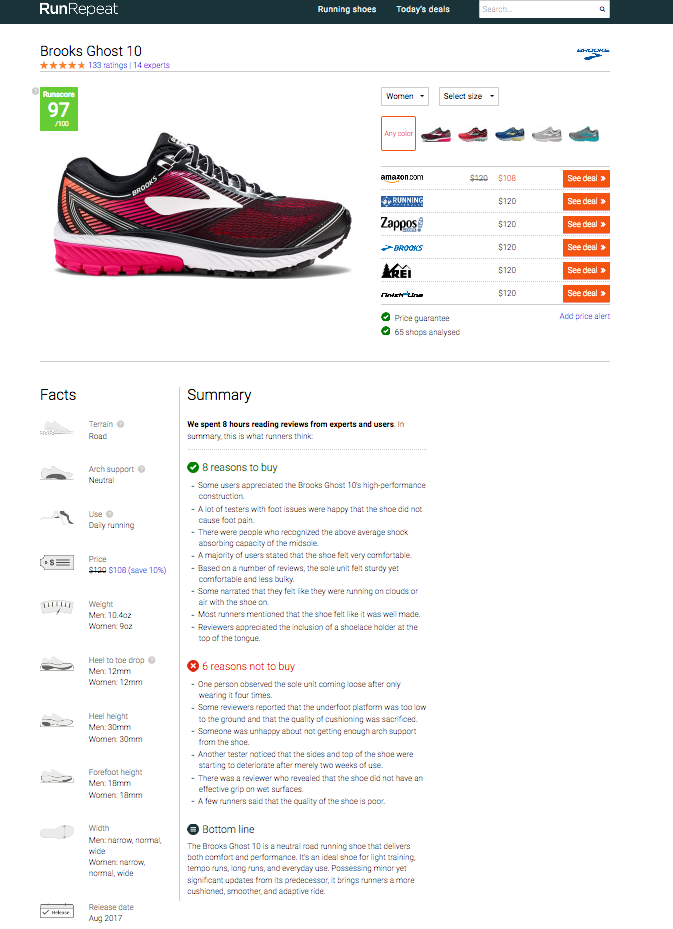 RunRepeat
Running shoes
Today's deals
Search...
Brooks Ghost 10
133 ratings | 14 experts
BROOKS
Runscore
97
/100
BROOKS
Women
Select size
Any color
amazon.com $120 $108 See deal »
RUNNING $120 See deal »
Zappos $120 See deal »
BROOKS $120 See deal »
REI $120 See deal »
Finish Line $120 See deal »
Price guarantee
Add price alert
65 shops analysed
Facts
Terrain ?
Road
Arch support ?
Neutral
Use ?
Daily running
Price
$120 $108 (save 10%)
Weight
Men: 10.4oz
Women: 9oz
Heel to toe drop ?
Men: 12mm
Women: 12mm
Heel height
Men: 30mm
Women: 30mm
Forefoot height
Men: 18mm
Women: 18mm
Width
Men: narrow, normal,
wide
Women: narrow,
normal, wide
Release
Release date
Aug 2017
Summary
We spent 8 hours reading reviews from experts and users. In
summary, this is what runners think:
8 reasons to buy
- Some users appreciated the Brooks Ghost 10's high-performance
construction.
- A lot of testers with foot issues were happy that the shoe did not
cause foot pain.
- There were people who recognized the above average shock
absorbing capacity of the midsole.
- A majority of users stated that the shoe felt very comfortable.
- Based on a number of reviews, the sole unit felt sturdy yet
comfortable and less bulky.
- Some narrated that they felt like they were running on clouds or
air with the shoe on.
- Most runners mentioned that the shoe felt like it was well made.
- Reviewers appreciated the inclusion of a shoelace holder at the
top of the tongue.
6 reasons not to buy
- One person observed the sole unit coming loose after only
wearing it four times.
- Some reviewers reported that the underfoot platform was too low
to the ground and that the quality of cushioning was sacrificed.
- Someone was unhappy about not getting enough arch support
from the shoe.
- Another tester noticed that the sides and top of the shoe were
starting to deteriorate after merely two weeks of use.
- There was a reviewer who revealed that the shoe did not have an
effective grip on wet surfaces.
- A few runners said that the quality of the shoe is poor.
Bottom line
The Brooks Ghost 10 is a neutral road running shoe that delivers
both comfort and performance. It's an ideal shoe for light training,
tempo runs, long runs, and everyday use. Possessing minor yet
significant updates from its predecessor, it brings runners a more
cushioned, smoother, and adaptive ride.